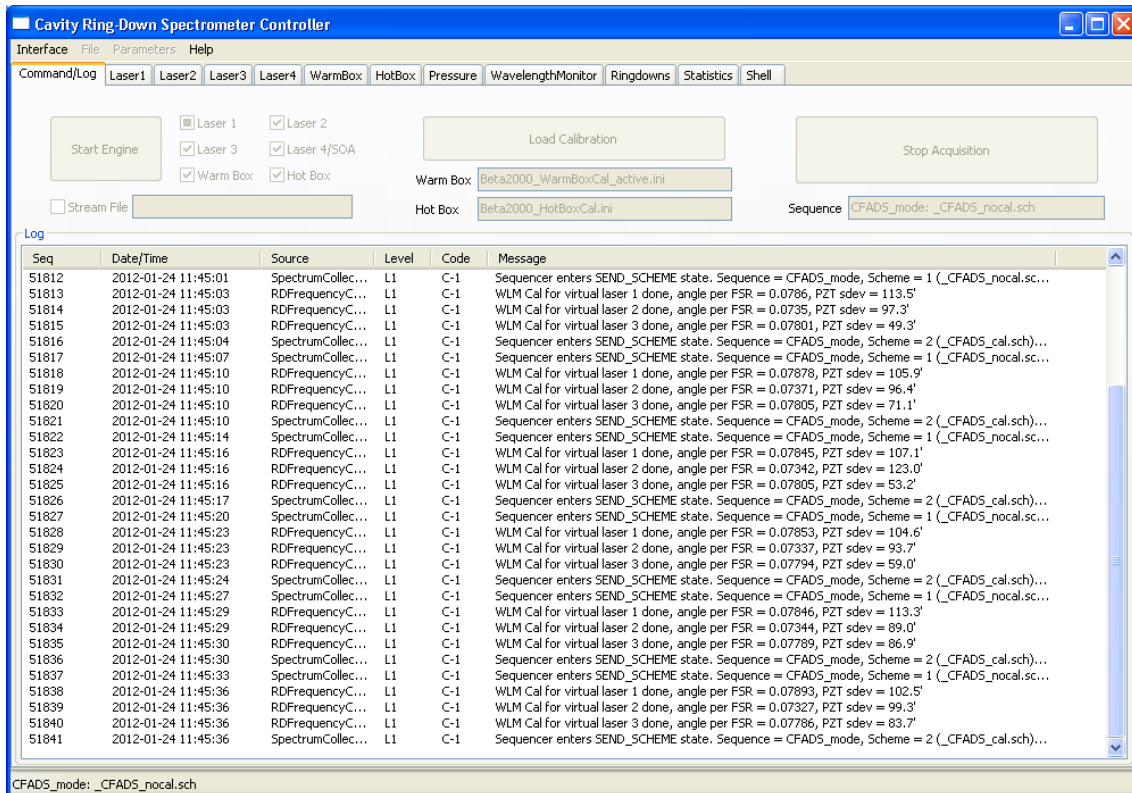 Cavity Ring-Down Spectrometer Controller
Interface File Parameters Help
Command/Log Laser1 Laser2 Laser3 Laser4 WarmBox HotBox Pressure WavelengthMonitor Ringdowns Statistics Shell
Start Engine
Laser 1 Laser 2
Laser 3 Laser 4/SOA
Warm Box Hot Box
Stream File
Load Calibration
Warm Box Beta2000_WarmBoxCal_active.ini
Hot Box Beta2000_HotBoxCal.ini
Stop Acquisition
Sequence CFADS_mode: _CFADS_nocal.sch
Log
Seq Date/Time Source Level Code Message
51812 2012-01-24 11:45:01 SpectrumCollec... L1 C-1 Sequencer enters SEND_SCHEME state. Sequence = CFADS_mode, Scheme = 1 (_CFADS_nocal.sc...
51813 2012-01-24 11:45:03 RDFrequencyC... L1 C-1 WLM Cal for virtual laser 1 done, angle per FSR = 0.0786, PZT sdev = 113.5'
51814 2012-01-24 11:45:03 RDFrequencyC... L1 C-1 WLM Cal for virtual laser 2 done, angle per FSR = 0.0735, PZT sdev = 97.3'
51815 2012-01-24 11:45:03 RDFrequencyC... L1 C-1 WLM Cal for virtual laser 3 done, angle per FSR = 0.07801, PZT sdev = 49.3'
51816 2012-01-24 11:45:04 SpectrumCollec... L1 C-1 Sequencer enters SEND_SCHEME state. Sequence = CFADS_mode, Scheme = 2 (_CFADS_cal.sch)...
51817 2012-01-24 11:45:07 SpectrumCollec... L1 C-1 Sequencer enters SEND_SCHEME state. Sequence = CFADS_mode, Scheme = 1 (_CFADS_nocal.sc...
51818 2012-01-24 11:45:10 RDFrequencyC... L1 C-1 WLM Cal for virtual laser 1 done, angle per FSR = 0.07878, PZT sdev = 105.9'
51819 2012-01-24 11:45:10 RDFrequencyC... L1 C-1 WLM Cal for virtual laser 2 done, angle per FSR = 0.07371, PZT sdev = 96.4'
51820 2012-01-24 11:45:10 RDFrequencyC... L1 C-1 WLM Cal for virtual laser 3 done, angle per FSR = 0.07805, PZT sdev = 71.1'
51821 2012-01-24 11:45:10 SpectrumCollec... L1 C-1 Sequencer enters SEND_SCHEME state. Sequence = CFADS_mode, Scheme = 2 (_CFADS_cal.sch)...
51822 2012-01-24 11:45:14 SpectrumCollec... L1 C-1 Sequencer enters SEND_SCHEME state. Sequence = CFADS_mode, Scheme = 1 (_CFADS_nocal.sc...
51823 2012-01-24 11:45:16 RDFrequencyC... L1 C-1 WLM Cal for virtual laser 1 done, angle per FSR = 0.07845, PZT sdev = 107.1'
51824 2012-01-24 11:45:16 RDFrequencyC... L1 C-1 WLM Cal for virtual laser 2 done, angle per FSR = 0.07342, PZT sdev = 123.0'
51825 2012-01-24 11:45:16 RDFrequencyC... L1 C-1 WLM Cal for virtual laser 3 done, angle per FSR = 0.07805, PZT sdev = 53.2'
51826 2012-01-24 11:45:17 SpectrumCollec... L1 C-1 Sequencer enters SEND_SCHEME state. Sequence = CFADS_mode, Scheme = 2 (_CFADS_cal.sch)...
51827 2012-01-24 11:45:20 SpectrumCollec... L1 C-1 Sequencer enters SEND_SCHEME state. Sequence = CFADS_mode, Scheme = 1 (_CFADS_nocal.sc...
51828 2012-01-24 11:45:23 RDFrequencyC... L1 C-1 WLM Cal for virtual laser 1 done, angle per FSR = 0.07853, PZT sdev = 104.6'
51829 2012-01-24 11:45:23 RDFrequencyC... L1 C-1 WLM Cal for virtual laser 2 done, angle per FSR = 0.07337, PZT sdev = 93.7'
51830 2012-01-24 11:45:23 RDFrequencyC... L1 C-1 WLM Cal for virtual laser 3 done, angle per FSR = 0.07794, PZT sdev = 59.0'
51831 2012-01-24 11:45:24 SpectrumCollec... L1 C-1 Sequencer enters SEND_SCHEME state. Sequence = CFADS_mode, Scheme = 2 (_CFADS_cal.sch)...
51832 2012-01-24 11:45:27 SpectrumCollec... L1 C-1 Sequencer enters SEND_SCHEME state. Sequence = CFADS_mode, Scheme = 1 (_CFADS_nocal.sc...
51833 2012-01-24 11:45:29 RDFrequencyC... L1 C-1 WLM Cal for virtual laser 1 done, angle per FSR = 0.07846, PZT sdev = 113.3'
51834 2012-01-24 11:45:29 RDFrequencyC... L1 C-1 WLM Cal for virtual laser 2 done, angle per FSR = 0.07344, PZT sdev = 89.0'
51835 2012-01-24 11:45:30 RDFrequencyC... L1 C-1 WLM Cal for virtual laser 3 done, angle per FSR = 0.07789, PZT sdev = 86.9'
51836 2012-01-24 11:45:30 SpectrumCollec... L1 C-1 Sequencer enters SEND_SCHEME state. Sequence = CFADS_mode, Scheme = 2 (_CFADS_cal.sch)...
51837 2012-01-24 11:45:33 SpectrumCollec... L1 C-1 Sequencer enters SEND_SCHEME state. Sequence = CFADS_mode, Scheme = 1 (_CFADS_nocal.sc...
51838 2012-01-24 11:45:36 RDFrequencyC... L1 C-1 WLM Cal for virtual laser 1 done, angle per FSR = 0.07893, PZT sdev = 102.5'
51839 2012-01-24 11:45:36 RDFrequencyC... L1 C-1 WLM Cal for virtual laser 2 done, angle per FSR = 0.07327, PZT sdev = 99.3'
51840 2012-01-24 11:45:36 RDFrequencyC... L1 C-1 WLM Cal for virtual laser 3 done, angle per FSR = 0.07786, PZT sdev = 83.7'
51841 2012-01-24 11:45:36 SpectrumCollec... L1 C-1 Sequencer enters SEND_SCHEME state. Sequence = CFADS_mode, Scheme = 2 (_CFADS_cal.sch)...
CFADS_mode: _CFADS_nocal.sch